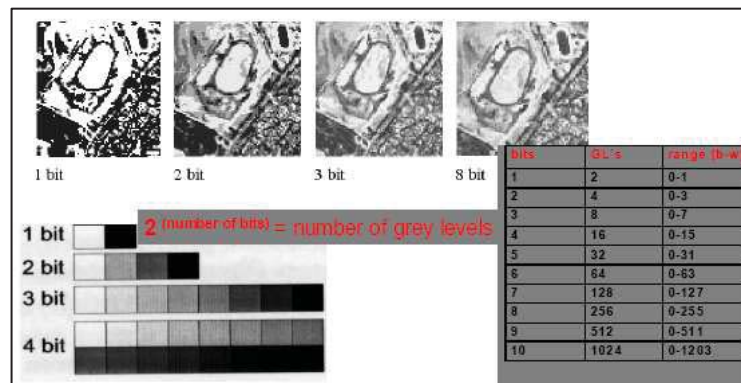 1 bit 2 bit 3 bit 8 bit
2 (number of bits) = number of grey levels
1 bit
2 bit
3 bit
4 bit
bits GL's range (b-w)
1 2 0-1
2 4 0-3
3 8 0-7
4 16 0-15
5 32 0-31
6 64 0-63
7 128 0-127
8 256 0-255
9 512 0-511
10 1024 0-1203